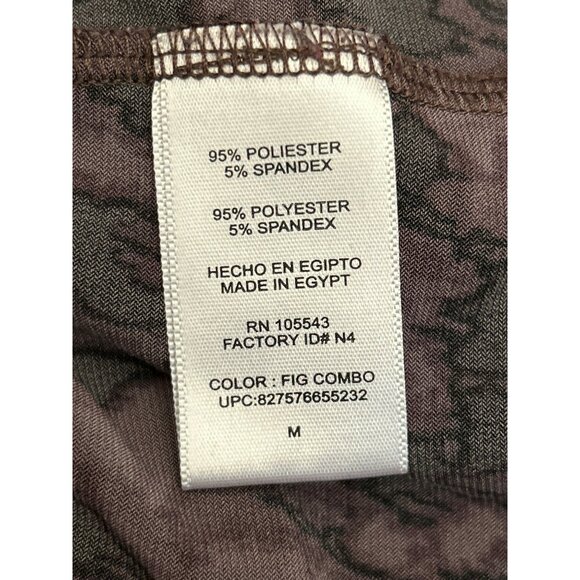 95% POLIESTER
5% SPANDEX
95% POLYESTER
5% SPANDEX
HECHO EN EGIPTO
MADE IN EGYPT
RN 105543
FACTORY ID# N4
COLOR : FIG COMBO
UPC:827576655232
M